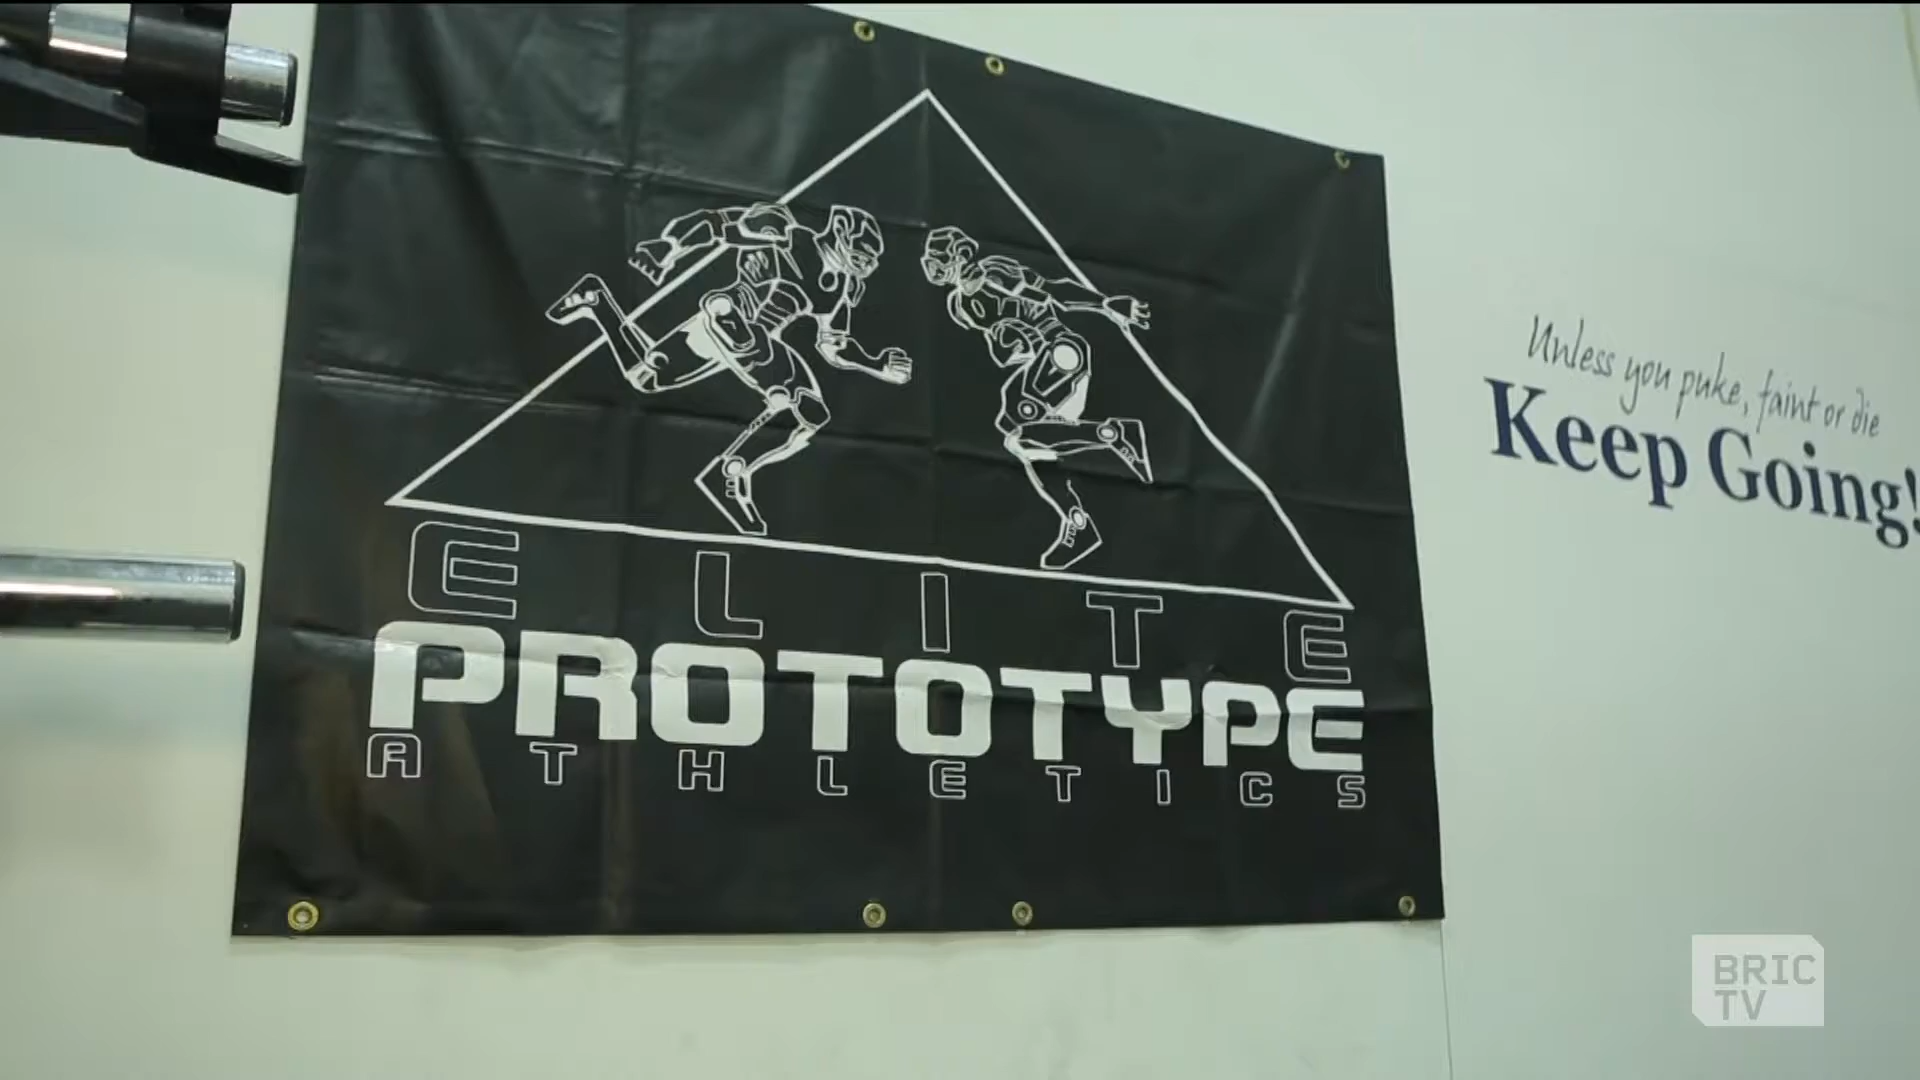 ELITE
PROTOTYPE
ATHLETICS
Unless you puke, faint or die
Keep Going!
BRIC
TV